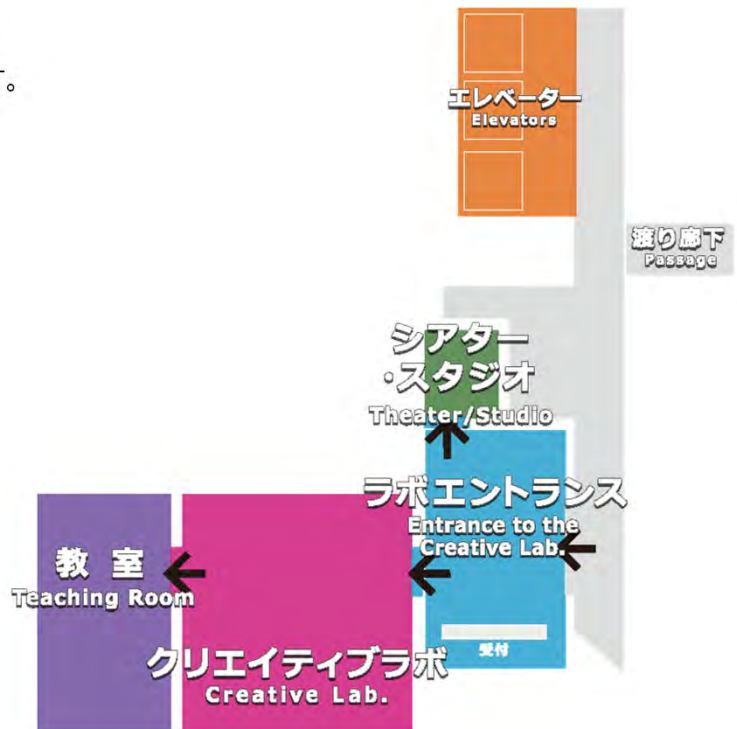 。
エレベーター
Elevators
渡り廊下
Passage
シアター
・スタジオ
Theater/Studio
ラボエントランス
Entrance to the
Creative Lab.
受付
教室
Teaching Room
クリエイティブラボ
Creative Lab.